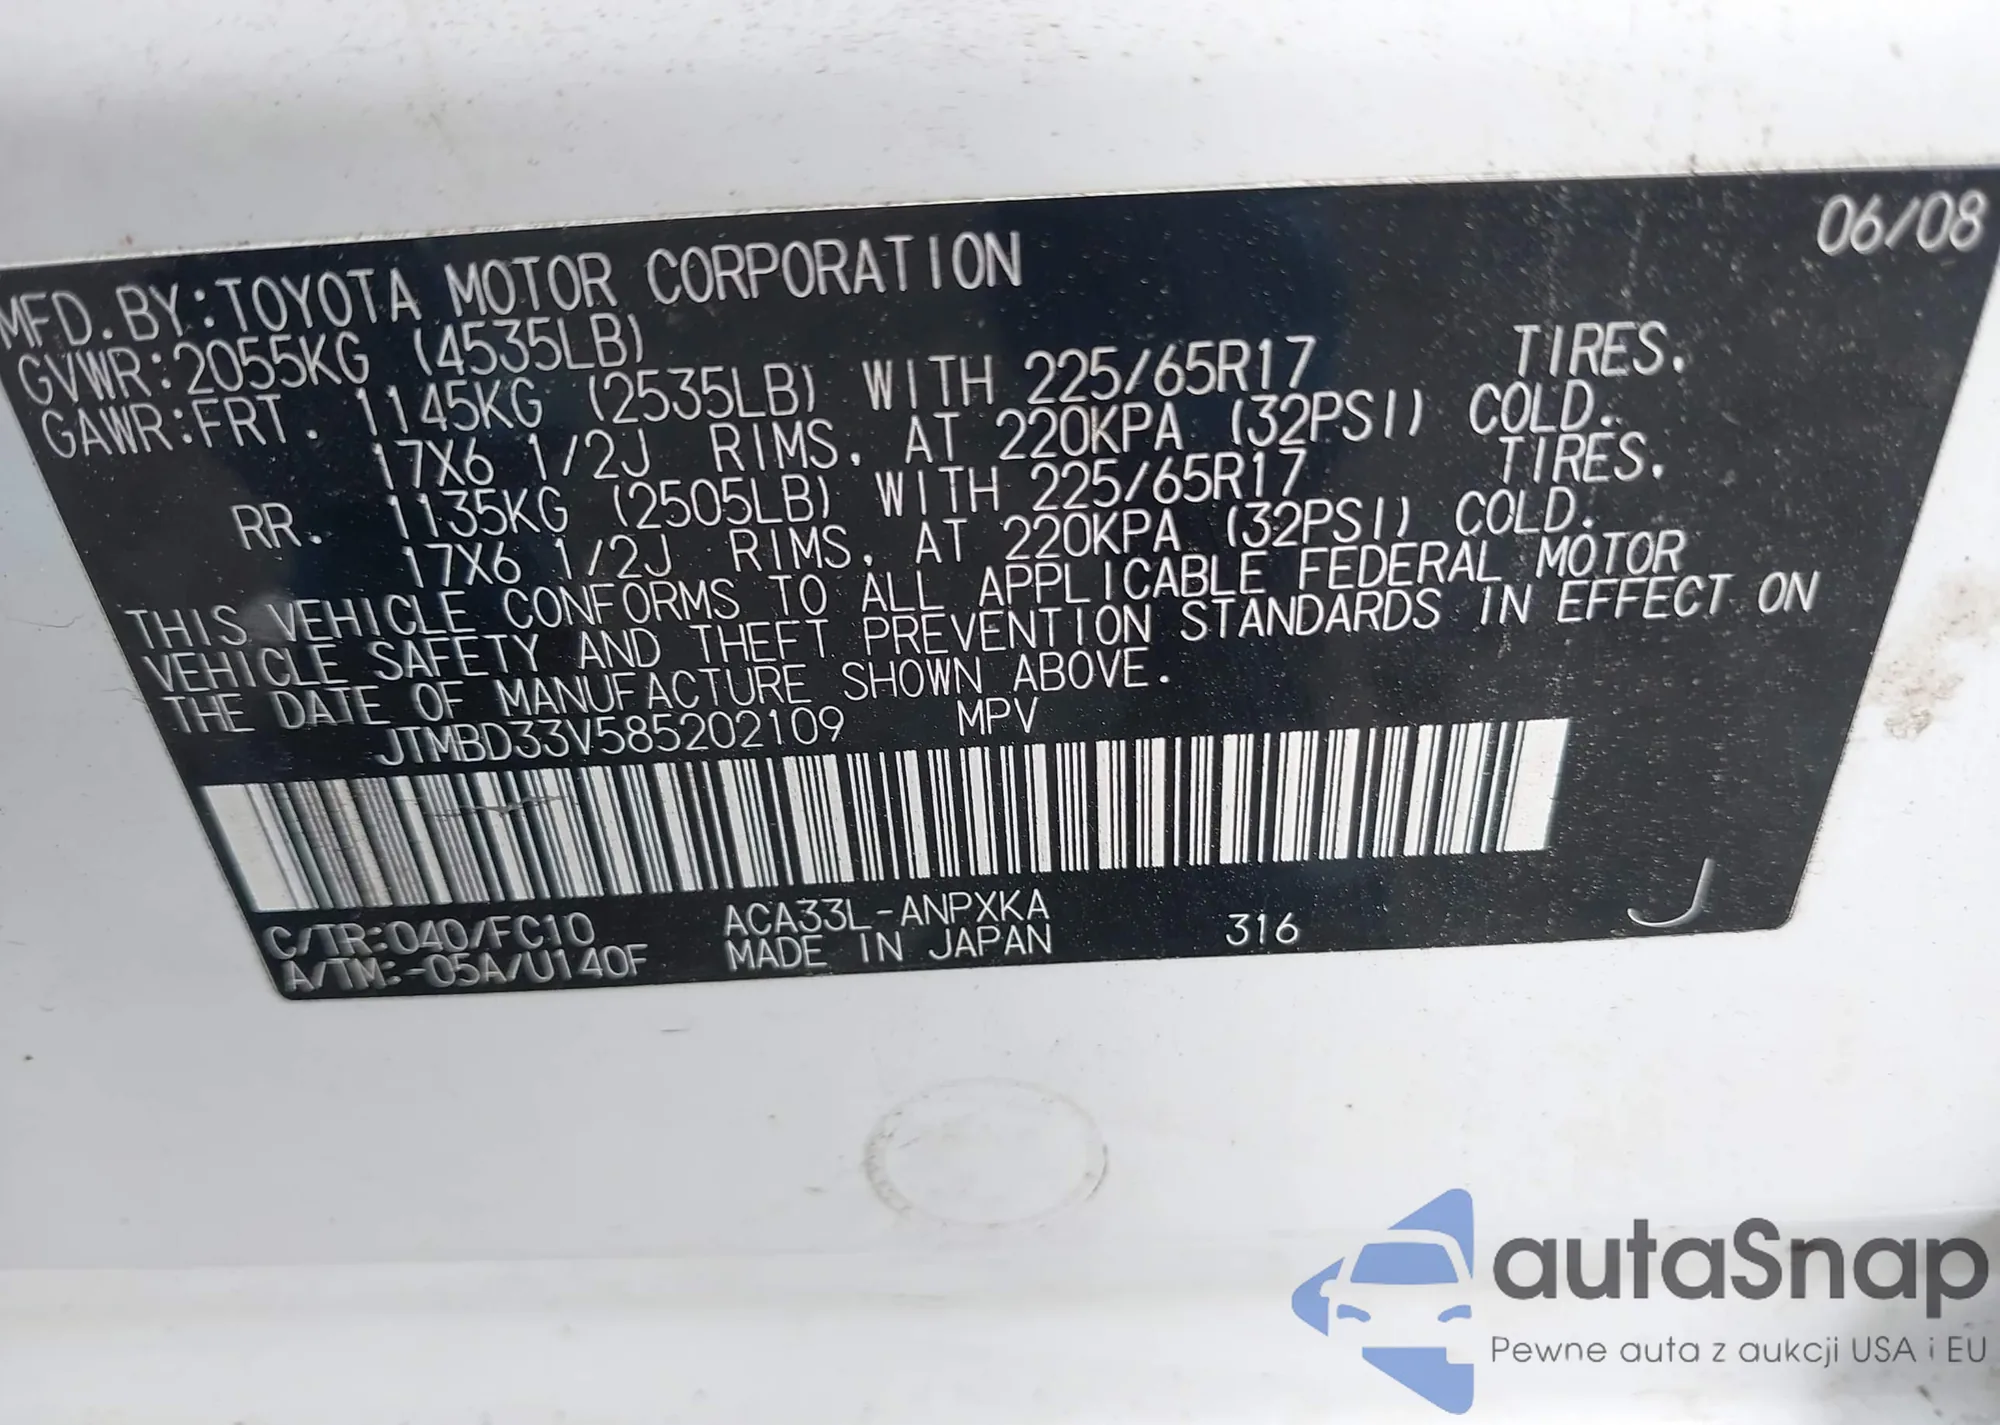 06/08
MFD.BY:TOYOTA MOTOR CORPORATION
GVWR:2055KG (4535LB)
GAWR:FRT. 1145KG (2535LB) WITH 225/65R17 TIRES.
17X6 1/2J RIMS, AT 220KPA (32PSI) COLD.
RR. 1135KG (2505LB) WITH 225/65R17 TIRES.
17X6 1/2J RIMS, AT 220KPA (32PSI) COLD.
THIS VEHICLE CONFORMS TO ALL APPLICABLE FEDERAL MOTOR
VEHICLE SAFETY AND THEFT PREVENTION STANDARDS IN EFFECT ON
THE DATE OF MANUFACTURE SHOWN ABOVE.
JTMBD33V585202109 MPV
C/TR:040/FC10 ACA33L-ANPXKA 316 J
A/TM:-05A/U140F MADE IN JAPAN
autaSnap
Pewne auta z aukcji USA i EU